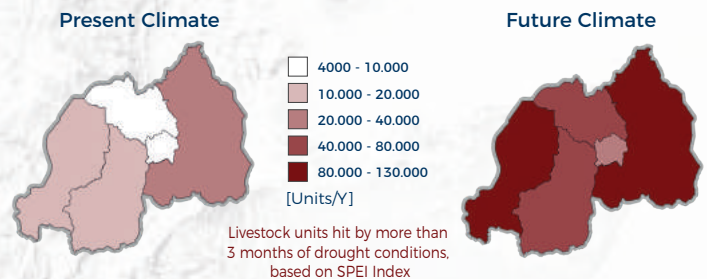 Present Climate
Future Climate
4000 - 10.000
10.000 - 20.000
20.000 - 40.000
40.000 - 80.000
80.000 - 130.000
[Units/Y]
Livestock units hit by more than
3 months of drought conditions,
based on SPEI Index